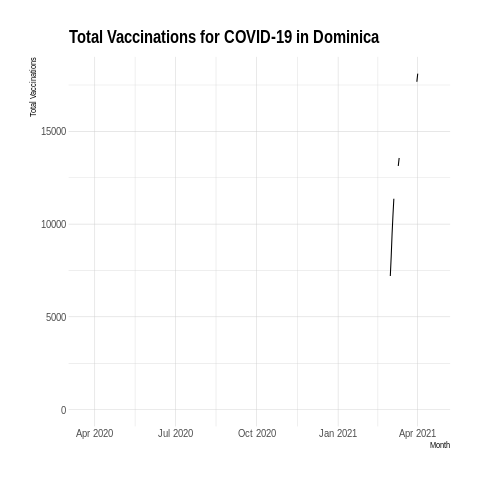 Total Vaccinations for COVID-19 in Dominica
Total Vaccinations
15000
10000
5000
0
Apr 2020 Jul 2020 Oct 2020 Jan 2021 Apr 2021
Month